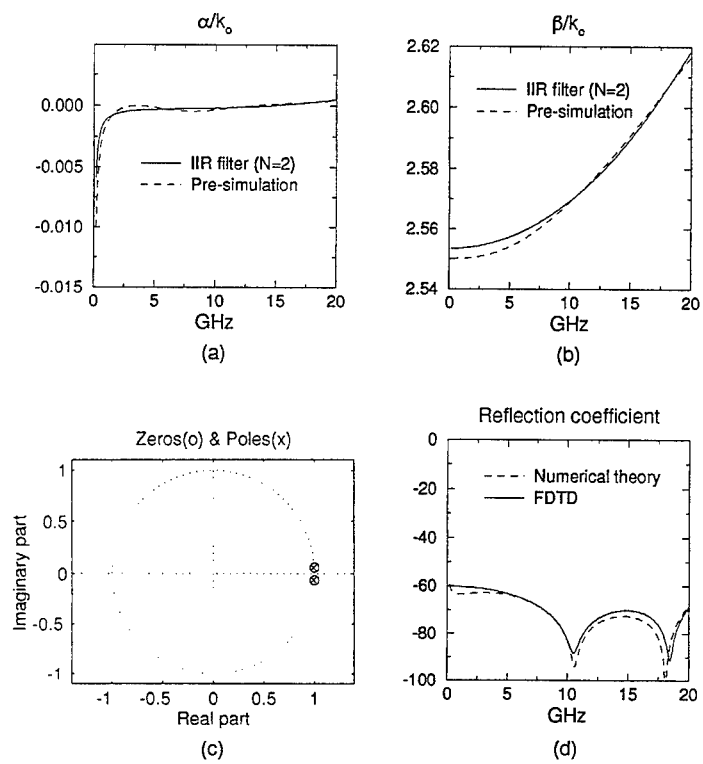 α/kₒ
0.000
-0.005
-0.010
-0.015
IIR filter (N=2)
Pre-simulation
0 5 10 15 20
GHz
(a)
β/kₒ
2.62
2.60
2.58
2.56
2.54
IIR filter (N=2)
Pre-simulation
0 5 10 15 20
GHz
(b)
Zeros(o) & Poles(x)
Imaginary part
1
0.5
0
-0.5
-1
-1 -0.5 0 0.5 1
Real part
(c)
Reflection coefficient
0
-20
-40
-60
-80
-100
Numerical theory
FDTD
0 5 10 15 20
GHz
(d)